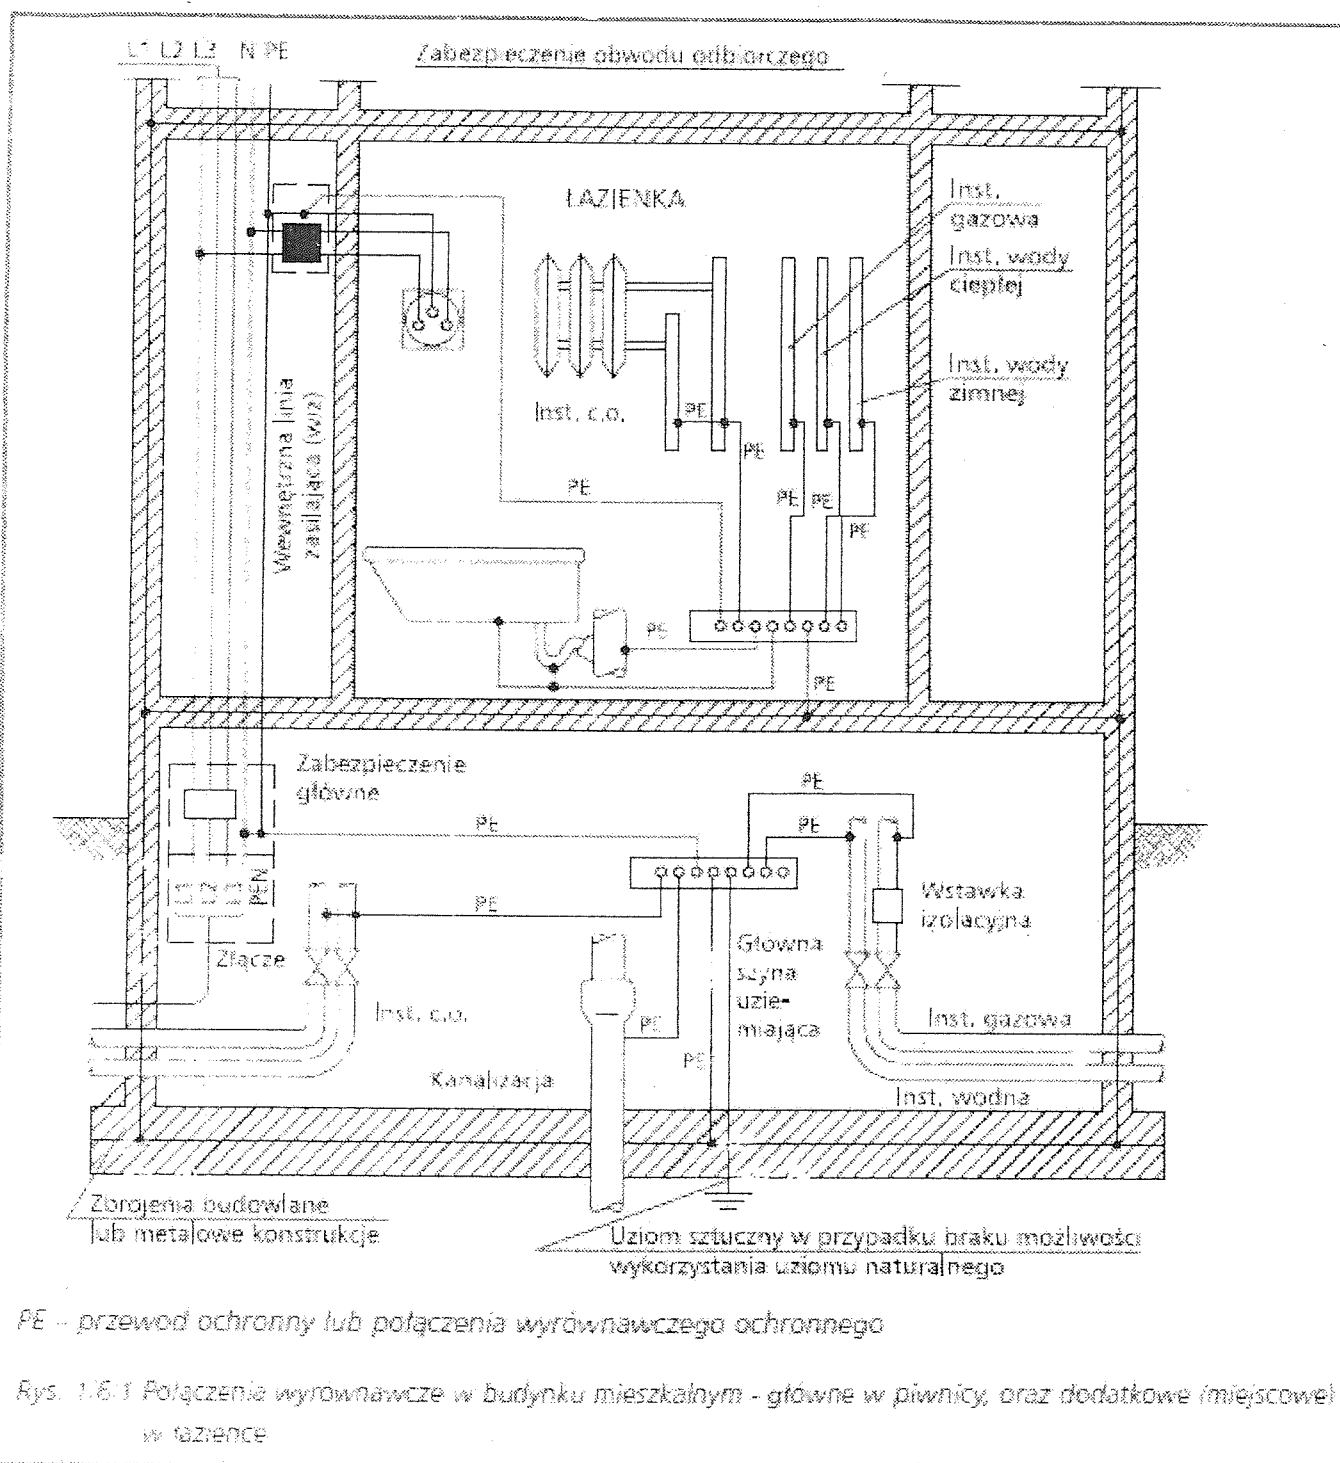 L1 L2 L3 N PE
Zabezpieczenie obwodu odbiorczego
ŁAZIENKA
Inst.
gazowa
Inst. wody
ciepłej
Inst. wody
zimnej
Inst. c.o.
PE
PE
PE
PE
PE
PE
Wewnętrzna linia
zasilająca (wlz)
PE
PE
Zabezpieczenie
główne
PE
PE
PE
L1
L2
L3
PEN
Złącze
PE
Wstawka
izolacyjna
Główna
szyna
uzie-
miająca
Inst. c.o.
PE
PE
Inst. gazowa
Kanalizacja
Inst. wodna
Zbrojenia budowlane
lub metalowe konstrukcje
Uziom sztuczny w przypadku braku możliwości
wykorzystania uziomu naturalnego
PE – przewod ochronny lub połączenia wyrównawczego ochronnego
Rys. 1.6.1 Połączenia wyrównawcze w budynku mieszkalnym - główne w piwnicy, oraz dodatkowe (miejscowe)
w łazience